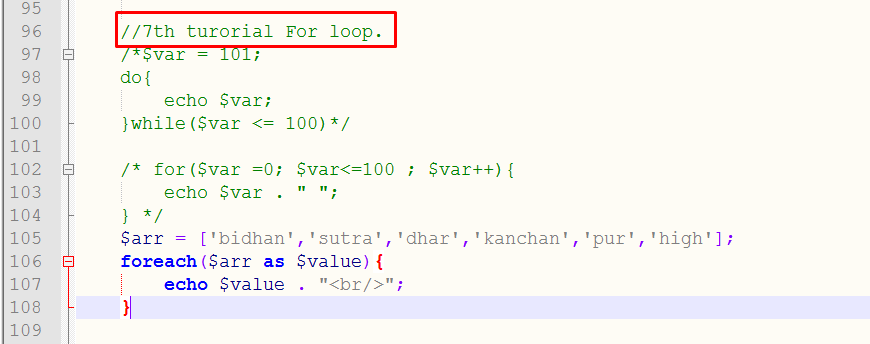 95
96 //7th turorial For loop.
97 /*$var = 101;
98 do{
99 echo $var;
100 }while($var <= 100)*/
101
102 /* for($var =0; $var<=100 ; $var++){
103 echo $var . " ";
104 } */
105 $arr = ['bidhan','sutra','dhar','kanchan','pur','high'];
106 foreach($arr as $value){
107 echo $value . "<br/>";
108 }
109